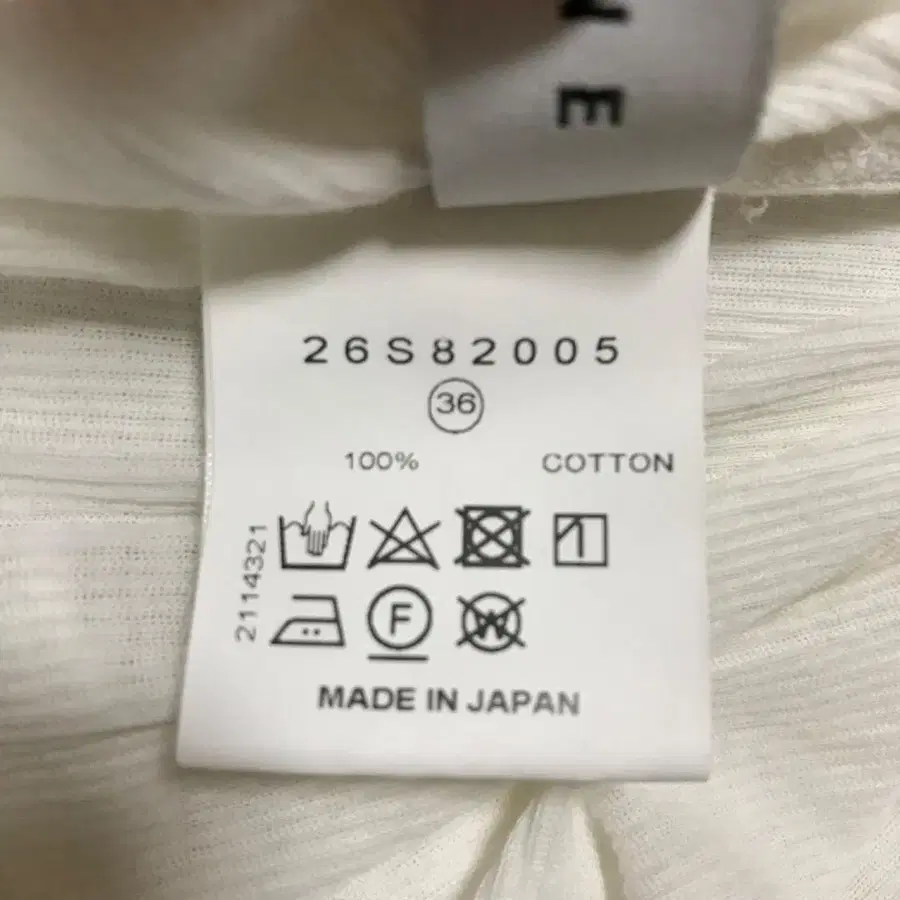 E
26S82005
36
100% COTTON
2114321
F
W
MADE IN JAPAN